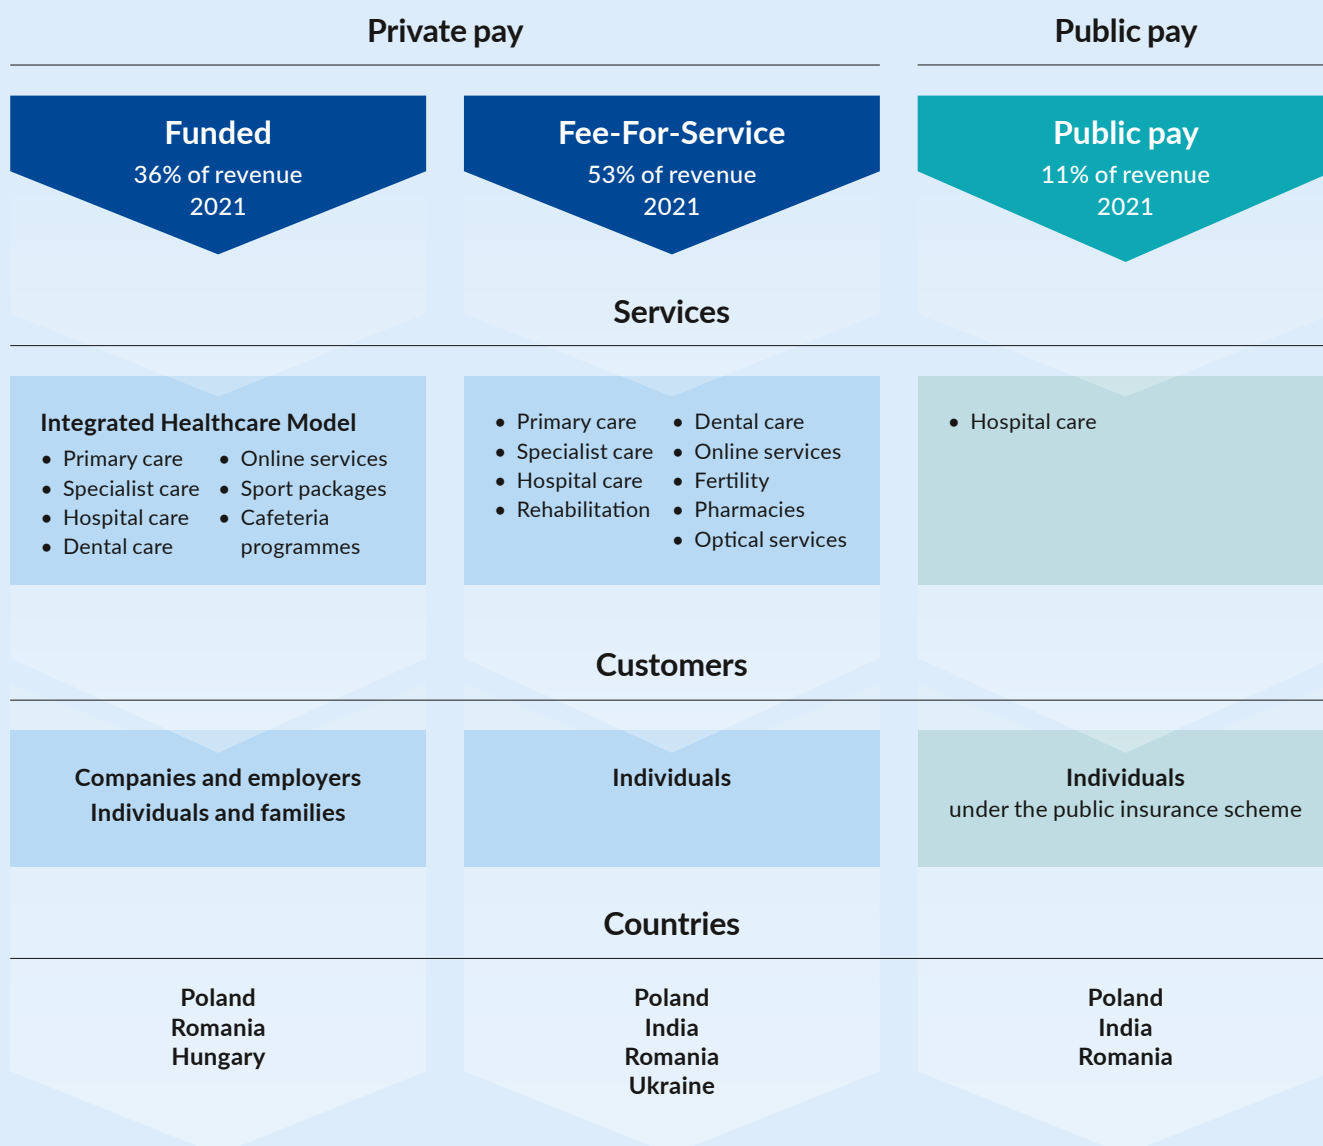 Private pay
Public pay
Funded
36% of revenue
2021
Fee-For-Service
53% of revenue
2021
Public pay
11% of revenue
2021
Services
Integrated Healthcare Model
• Primary care
• Specialist care
• Hospital care
• Dental care
• Online services
• Sport packages
• Cafeteria
programmes
• Primary care
• Specialist care
• Hospital care
• Rehabilitation
• Dental care
• Online services
• Fertility
• Pharmacies
• Optical services
• Hospital care
Customers
Companies and employers
Individuals and families
Individuals
Individuals
under the public insurance scheme
Countries
Poland
Romania
Hungary
Poland
India
Romania
Ukraine
Poland
India
Romania